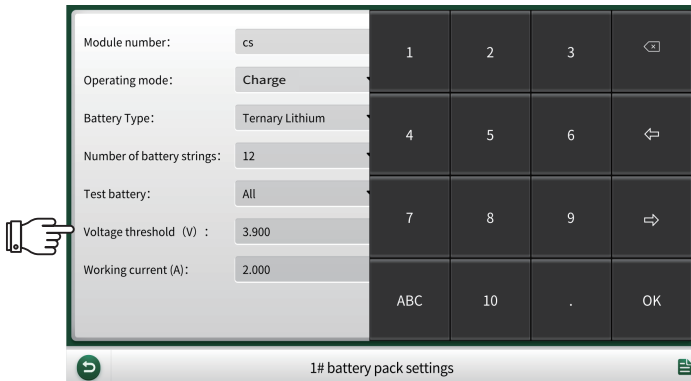 Module number: cs
Operating mode: Charge
Battery Type: Ternary Lithium
Number of battery strings: 12
Test battery: All
Voltage threshold (V) : 3.900
Working current (A): 2.000
1 2 3
4 5 6
7 8 9
ABC 10 . OK
1# battery pack settings